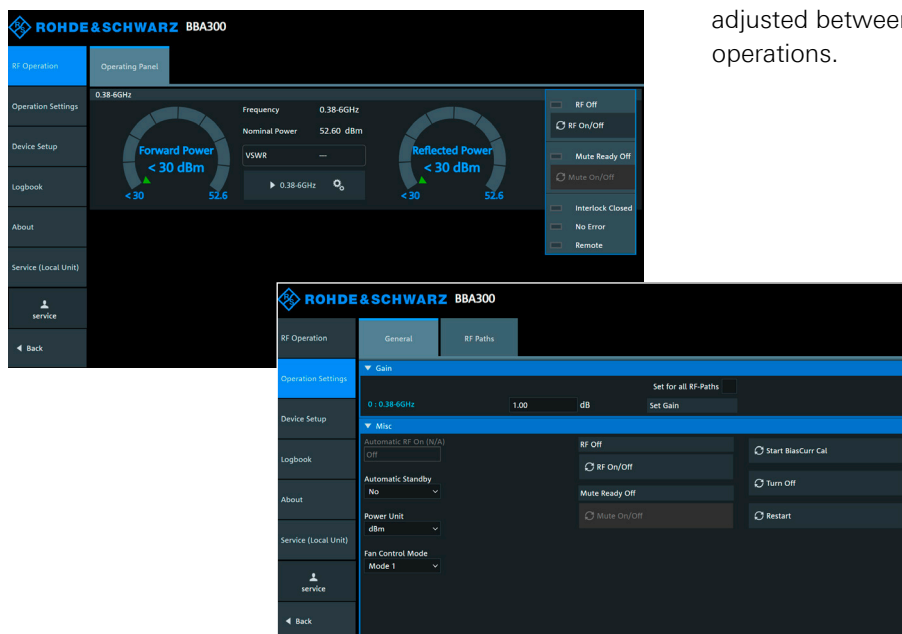 adjusted between
operations.
ROHDE & SCHWARZ BBA300
RF Operation
Operating Panel
Operation Settings
Device Setup
Logbook
About
Service (Local Unit)
service
Back
0.38-6GHz
Forward Power
< 30 dBm
< 30 52.6
Frequency 0.38-6GHz
Nominal Power 52.60 dBm
VSWR ---
0.38-6GHz
Reflected Power
< 30 dBm
< 30 52.6
RF Off
RF On/Off
Mute Ready Off
Mute On/Off
Interlock Closed
No Error
Remote
ROHDE & SCHWARZ BBA300
RF Operation
General RF Paths
Operation Settings
Device Setup
Logbook
About
Service (Local Unit)
service
Back
Gain
Set for all RF-Paths
0 : 0.38-6GHz 1.00 dB Set Gain
Misc
Automatic RF On (N/A)
Off
Automatic Standby
No
Power Unit
dBm
Fan Control Mode
Mode 1
RF Off
RF On/Off
Mute Ready Off
Mute On/Off
Start BiasCurr Cal
Turn Off
Restart